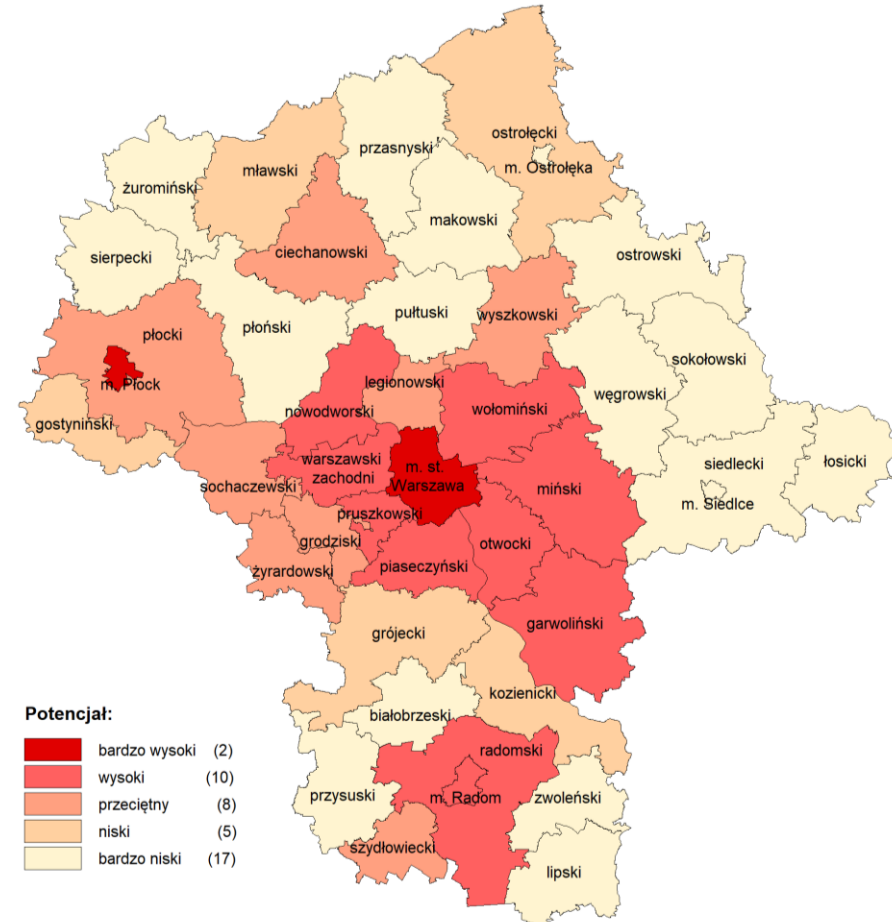 ostrołęcki
m. Ostrołęka
przasnyski
mławski
żuromiński
makowski
ciechanowski
sierpecki
ostrowski
pułtuski
wyszkowski
płocki
płoński
m. Płock
sokołowski
węgrowski
legionowski
nowodworski
wołomiński
gostyniński
warszawski
zachodni
m. st.
Warszawa
siedlecki
łosicki
m. Siedlce
sochaczewski
miński
pruszkowski
grodziski
otwocki
żyrardowski
piaseczyński
garwoliński
grójecki
kozienicki
białobrzeski
radomski
przysuski
m. Radom
zwoleński
szydłowiecki
lipski
Potencjał:
bardzo wysoki (2)
wysoki (10)
przeciętny (8)
niski (5)
bardzo niski (17)